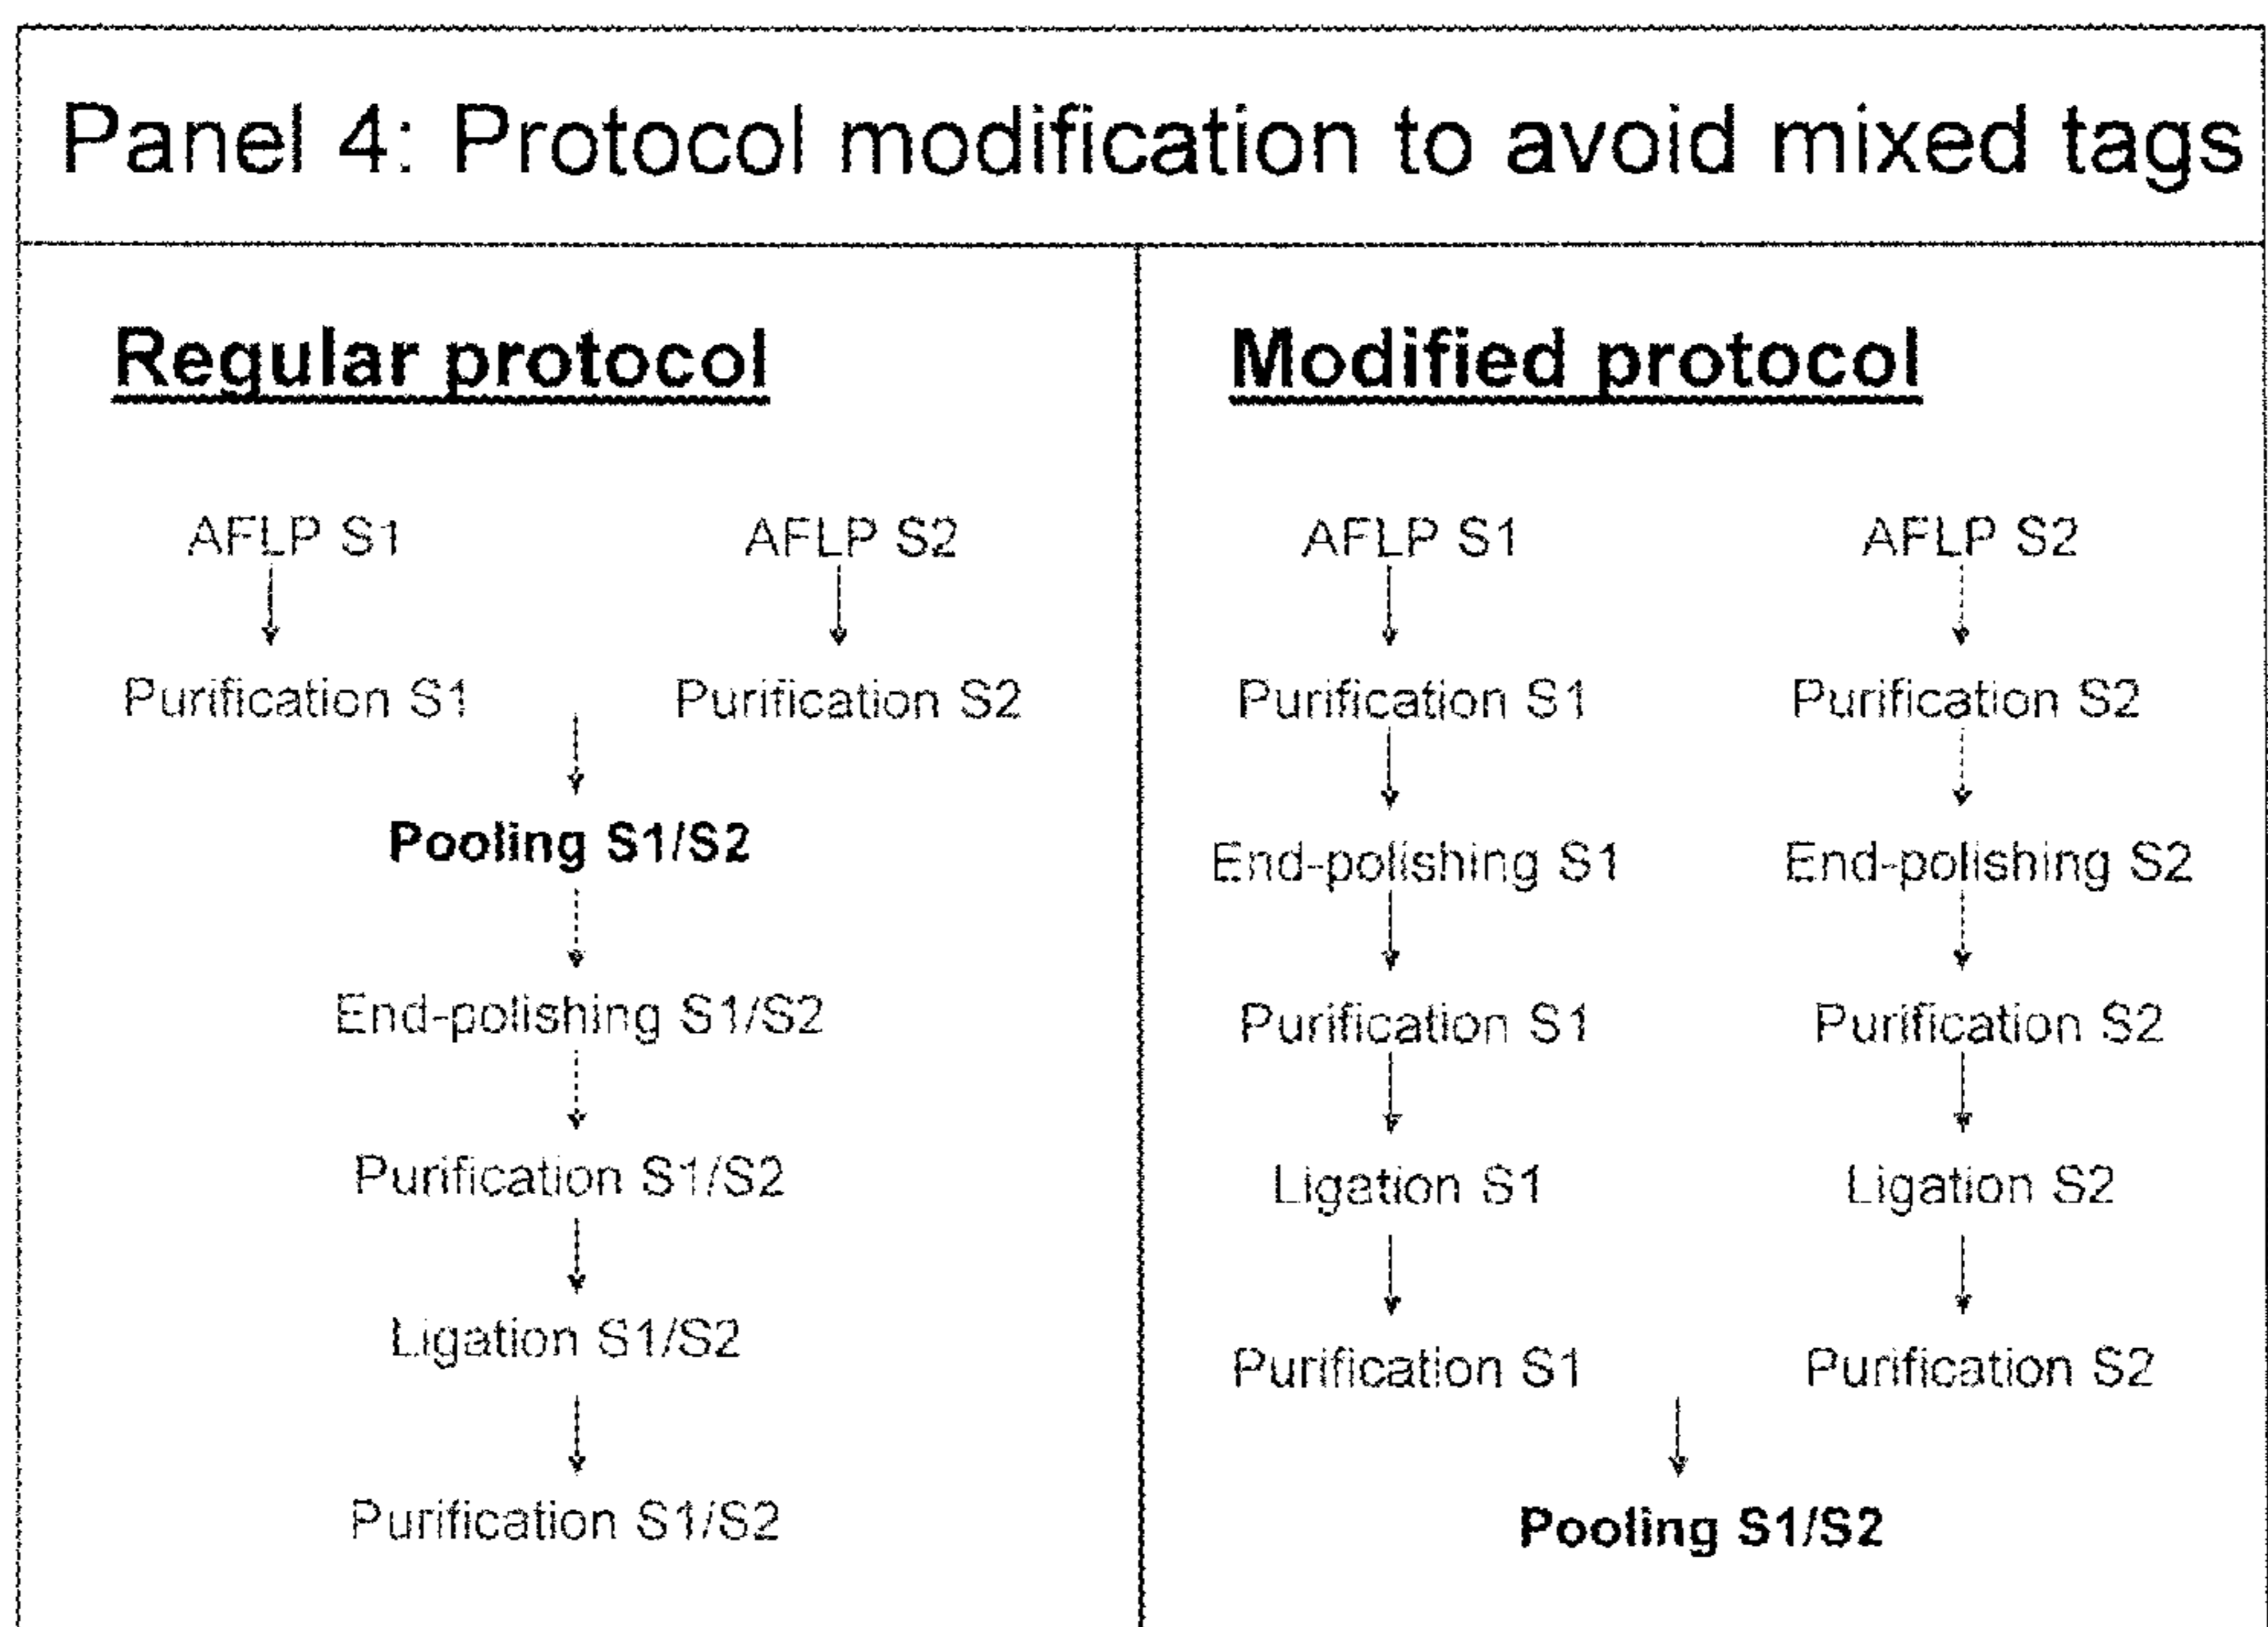 Panel 4: Protocol modification to avoid mixed tags
Regular protocol
AFLP S1 AFLP S2
Purification S1 Purification S2
Pooling S1/S2
End-polishing S1/S2
Purification S1/S2
Ligation S1/S2
Purification S1/S2
Modified protocol
AFLP S1 AFLP S2
Purification S1 Purification S2
End-polishing S1 End-polishing S2
Purification S1 Purification S2
Ligation S1 Ligation S2
Purification S1 Purification S2
Pooling S1/S2